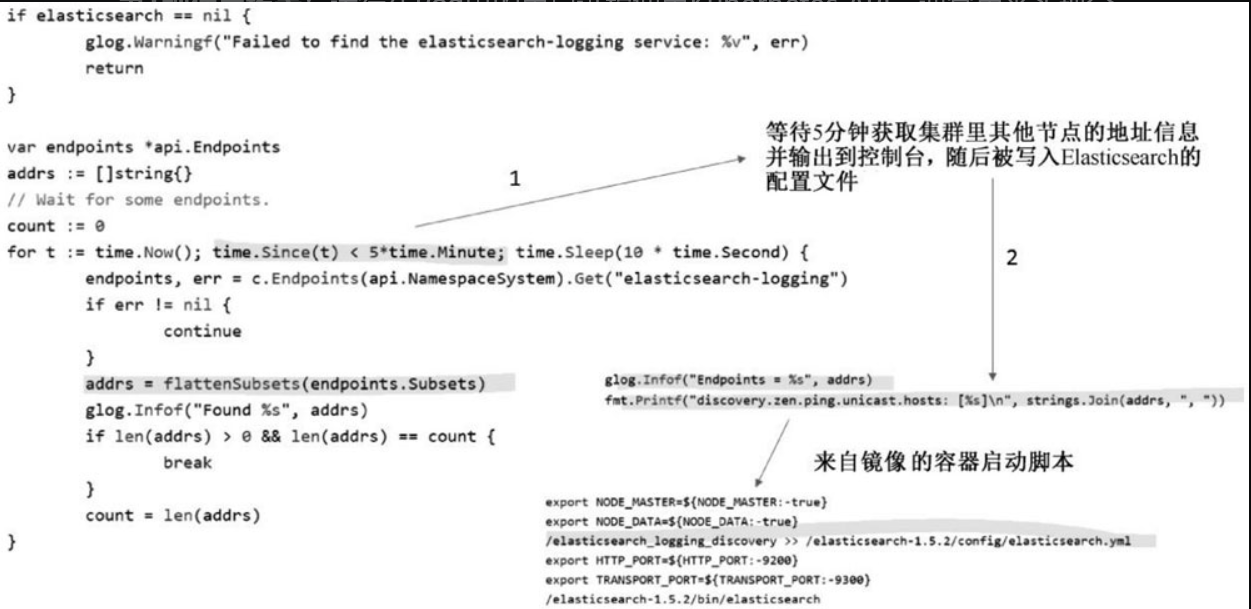 if elasticsearch == nil {
glog.Warningf("Failed to find the elasticsearch-logging service: %v", err)
return
}
var endpoints *api.Endpoints
addrs := []string{}
// Wait for some endpoints.
count := 0
for t := time.Now(); time.Since(t) < 5*time.Minute; time.Sleep(10 * time.Second) {
endpoints, err = c.Endpoints(api.NamespaceSystem).Get("elasticsearch-logging")
if err != nil {
continue
}
addrs = flattenSubsets(endpoints.Subsets)
glog.Infof("Found %s", addrs)
if len(addrs) > 0 && len(addrs) == count {
break
}
count = len(addrs)
}
1
等待5分钟获取集群里其他节点的地址信息
并输出到控制台，随后被写入Elasticsearch的
配置文件
2
glog.Infof("Endpoints = %s", addrs)
fmt.Printf("discovery.zen.ping.unicast.hosts: [%s]\n", strings.Join(addrs, ", "))
来自镜像的容器启动脚本
export NODE_MASTER=${NODE_MASTER:-true}
export NODE_DATA=${NODE_DATA:-true}
/elasticsearch_logging_discovery >> /elasticsearch-1.5.2/config/elasticsearch.yml
export HTTP_PORT=${HTTP_PORT:-9200}
export TRANSPORT_PORT=${TRANSPORT_PORT:-9300}
/elasticsearch-1.5.2/bin/elasticsearch